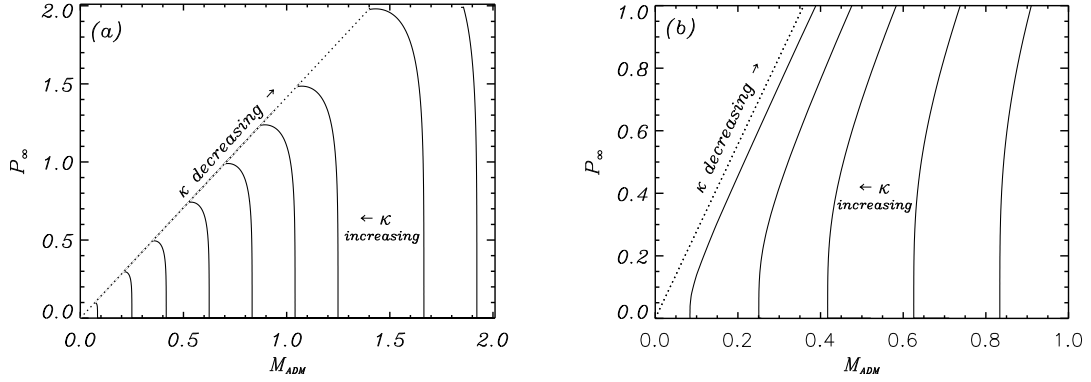 (a)
2.0
1.5
1.0
0.5
0.0
P∞
κ decreasing →
← κ
increasing
0.0 0.5 1.0 1.5 2.0
M_ADM
(b)
1.0
0.8
0.6
0.4
0.2
0.0
P∞
κ decreasing →
← κ
increasing
0.0 0.2 0.4 0.6 0.8 1.0
M_ADM